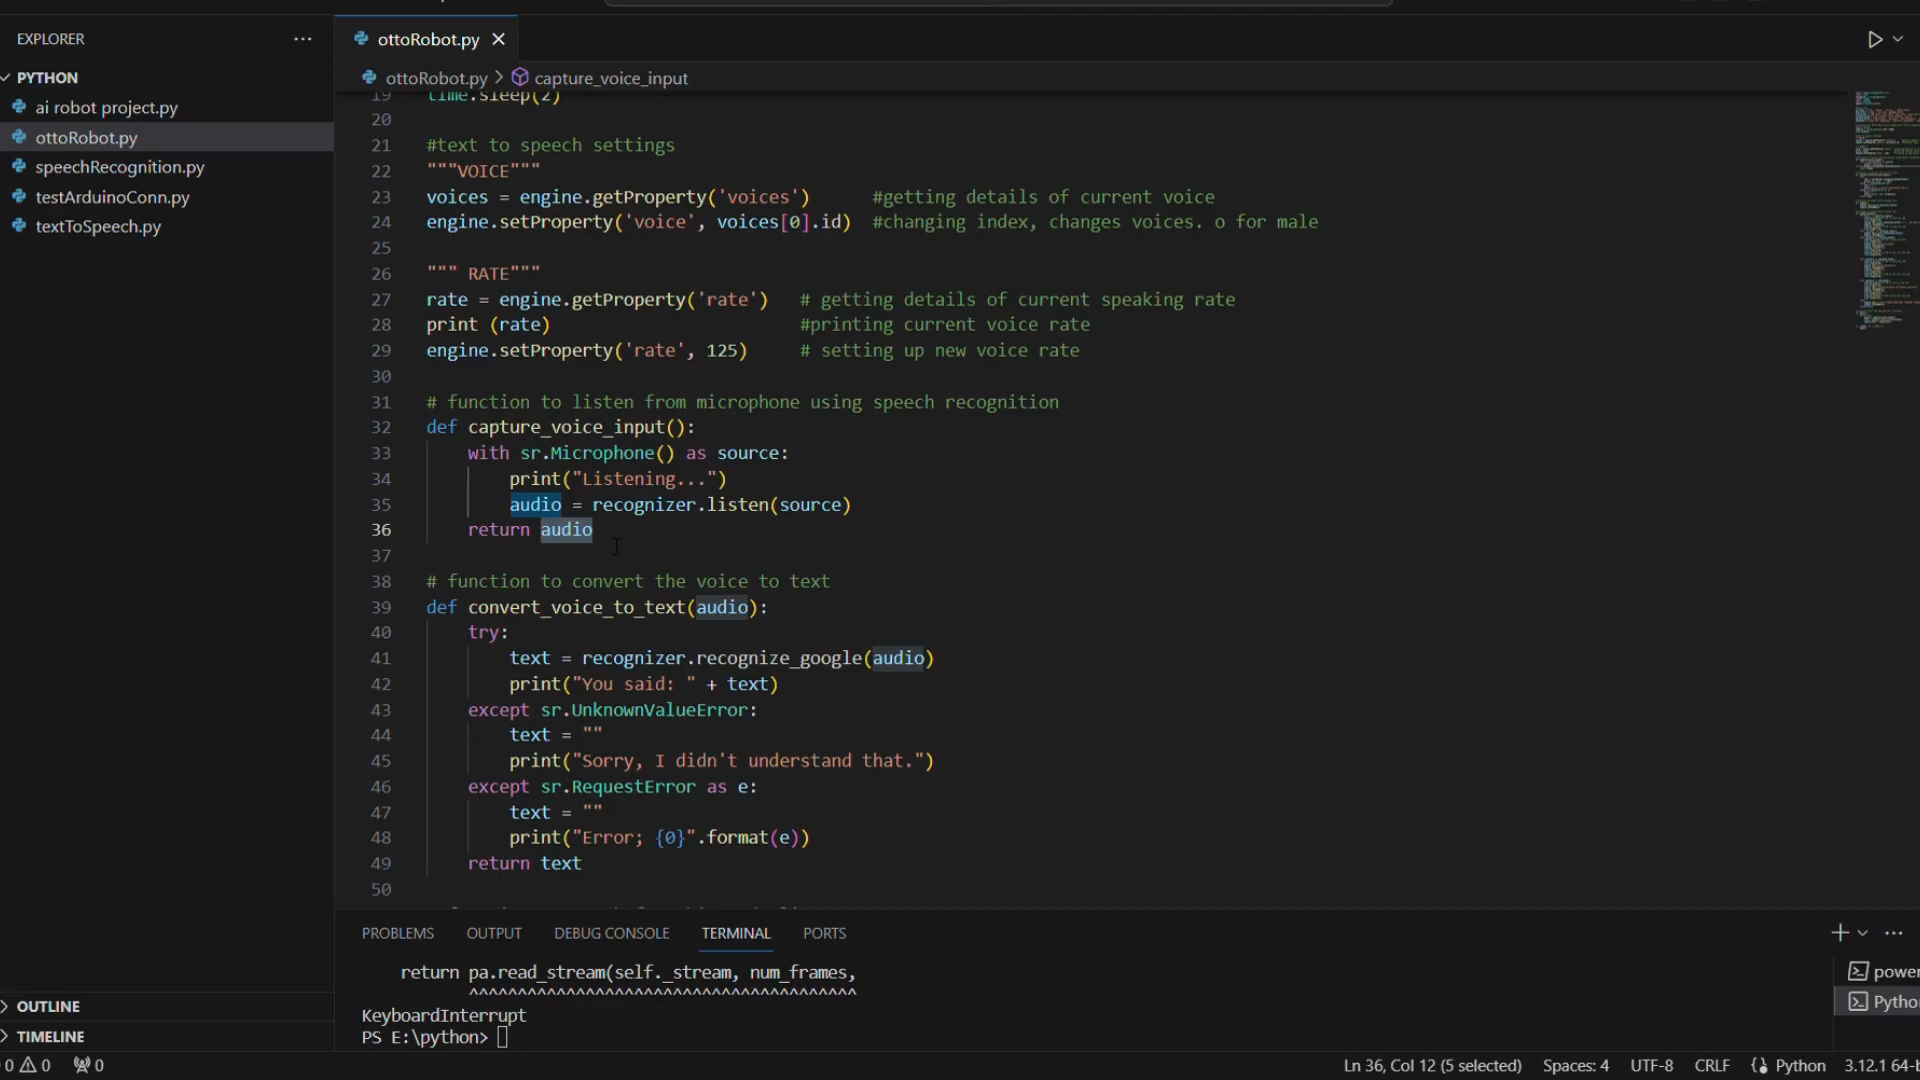 EXPLORER
PYTHON
ai robot project.py
ottoRobot.py
speechRecognition.py
testArduinoConn.py
textToSpeech.py
OUTLINE
TIMELINE
ottoRobot.py
ottoRobot.py > capture_voice_input
19 time.sleep(2)
20
21 #text to speech settings
22 """VOICE"""
23 voices = engine.getProperty('voices')      #getting details of current voice
24 engine.setProperty('voice', voices[0].id)  #changing index, changes voices. o for male
25
26 """ RATE"""
27 rate = engine.getProperty('rate')   # getting details of current speaking rate
28 print (rate)                        #printing current voice rate
29 engine.setProperty('rate', 125)     # setting up new voice rate
30
31 # function to listen from microphone using speech recognition
32 def capture_voice_input():
33     with sr.Microphone() as source:
34         print("Listening...")
35         audio = recognizer.listen(source)
36     return audio
37
38 # function to convert the voice to text
39 def convert_voice_to_text(audio):
40     try:
41         text = recognizer.recognize_google(audio)
42         print("You said: " + text)
43     except sr.UnknownValueError:
44         text = ""
45         print("Sorry, I didn't understand that.")
46     except sr.RequestError as e:
47         text = ""
48         print("Error; {0}".format(e))
49     return text
50
PROBLEMS OUTPUT DEBUG CONSOLE TERMINAL PORTS
return pa.read_stream(self._stream, num_frames,
^^^^^^^^^^^^^^^^^^^^^^^^^^^^^^^^^^^^^
KeyboardInterrupt
PS E:\python>
power
Pytho
0 0 0 Ln 36, Col 12 (5 selected) Spaces: 4 UTF-8 CRLF Python 3.12.1 64-b